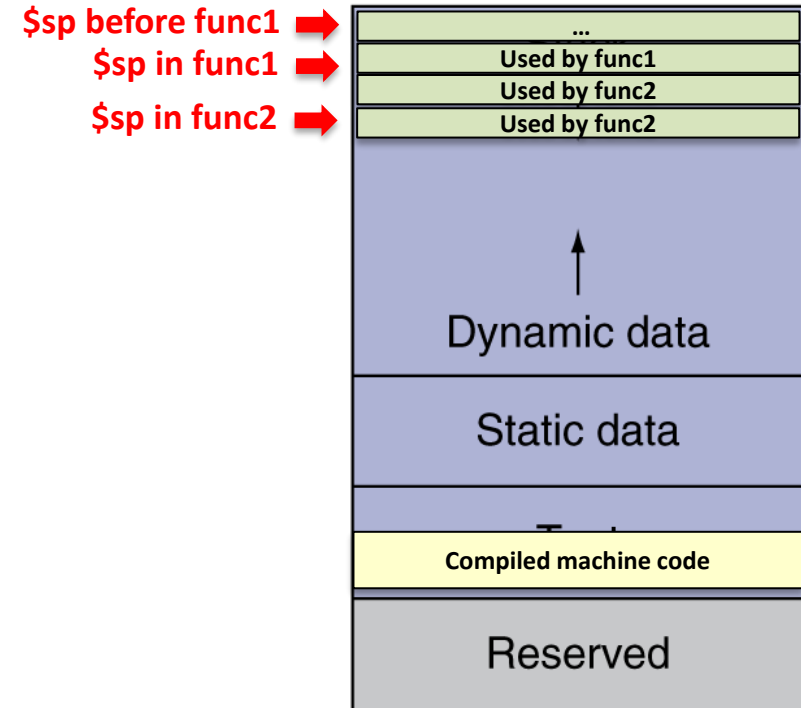 $sp before func1
…
$sp in func1
Used by func1
Used by func2
$sp in func2
Used by func2
Dynamic data
Static data
Compiled machine code
Reserved